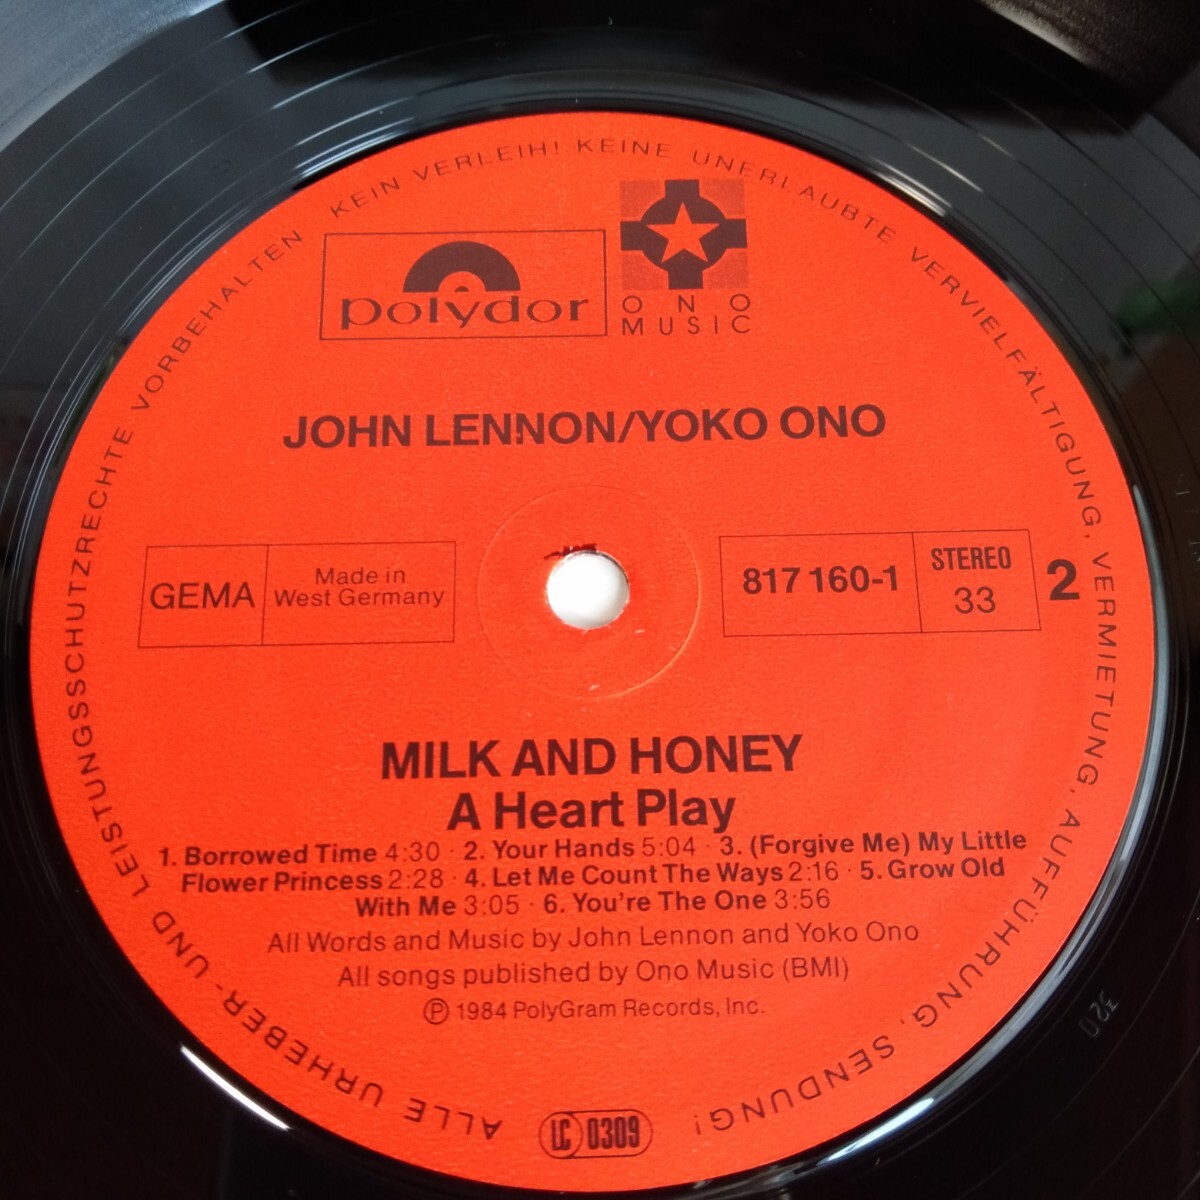 ALLE URHEBER- UND LEISTUNGSSCHUTZRECHTE VORBEHALTEN KEIN VERLEIH! KEINE UNERLAUBTE VERVIELFÄLTIGUNG, VERMIETUNG, AUFFÜHRUNG, SENDUNG!
polydor
ONO
MUSIC
JOHN LENNON/YOKO ONO
GEMA
Made in
West Germany
817 160-1
STEREO
33
2
MILK AND HONEY
A Heart Play
1. Borrowed Time 4:30 · 2. Your Hands 5:04 · 3. (Forgive Me) My Little
Flower Princess 2:28 · 4. Let Me Count The Ways 2:16 · 5. Grow Old
With Me 3:05 · 6. You're The One 3:56
All Words and Music by John Lennon and Yoko Ono
All songs published by Ono Music (BMI)
Ⓟ 1984 PolyGram Records, Inc.
LC 0309
320